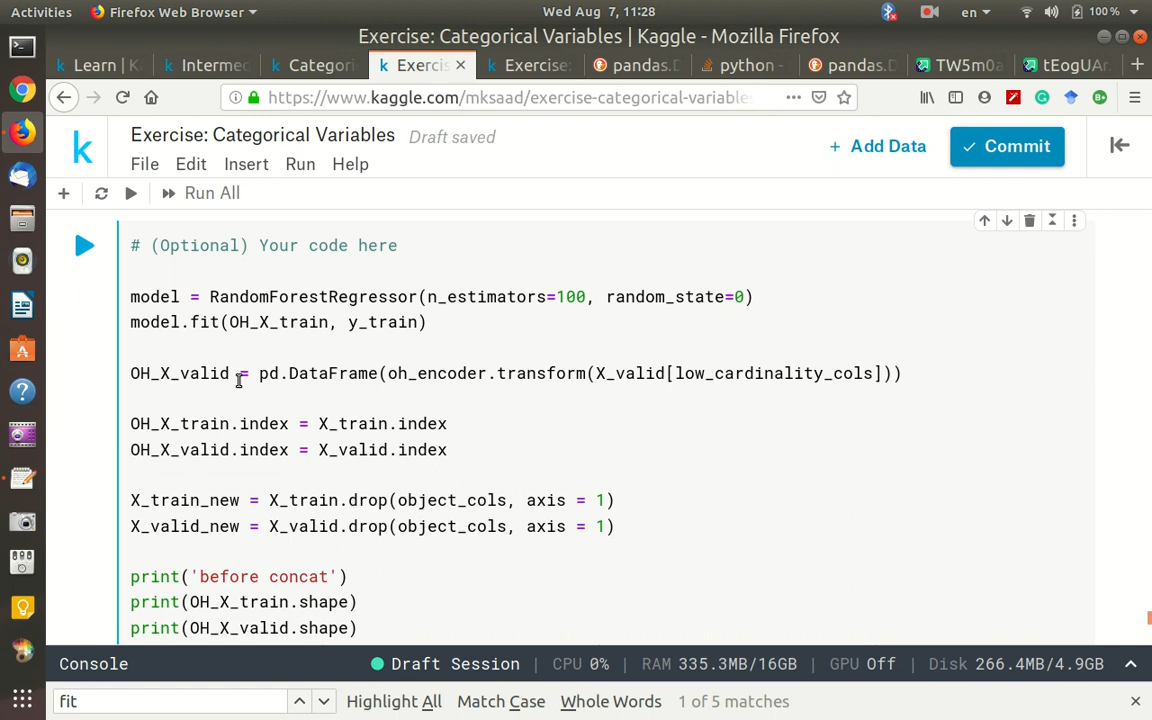 Activities Firefox Web Browser Wed Aug 7, 11:28 en 100%
Exercise: Categorical Variables | Kaggle - Mozilla Firefox
Learn | K Intermed Categori Exercis Exercise: pandas.D python - pandas.D TW5m0a tEogUAr
https://www.kaggle.com/mksaad/exercise-categorical-variables
k Exercise: Categorical Variables Draft saved
File Edit Insert Run Help
+ Add Data Commit
Run All
# (Optional) Your code here
model = RandomForestRegressor(n_estimators=100, random_state=0)
model.fit(OH_X_train, y_train)
OH_X_valid = pd.DataFrame(oh_encoder.transform(X_valid[low_cardinality_cols]))
OH_X_train.index = X_train.index
OH_X_valid.index = X_valid.index
X_train_new = X_train.drop(object_cols, axis = 1)
X_valid_new = X_valid.drop(object_cols, axis = 1)
print('before concat')
print(OH_X_train.shape)
print(OH_X_valid.shape)
Console Draft Session | CPU 0% | RAM 335.3MB/16GB | GPU Off | Disk 266.4MB/4.9GB
fit Highlight All Match Case Whole Words 1 of 5 matches